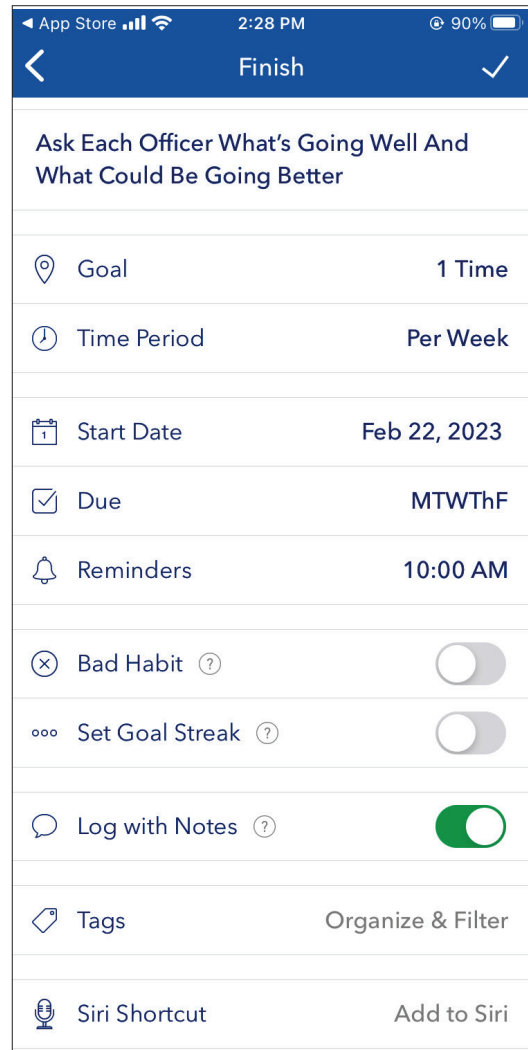 App Store 2:28 PM 90%
Finish
Ask Each Officer What’s Going Well And
What Could Be Going Better
Goal 1 Time
Time Period Per Week
1 Start Date Feb 22, 2023
Due MTWThF
Reminders 10:00 AM
Bad Habit ?
Set Goal Streak ?
Log with Notes ?
Tags Organize & Filter
Siri Shortcut Add to Siri